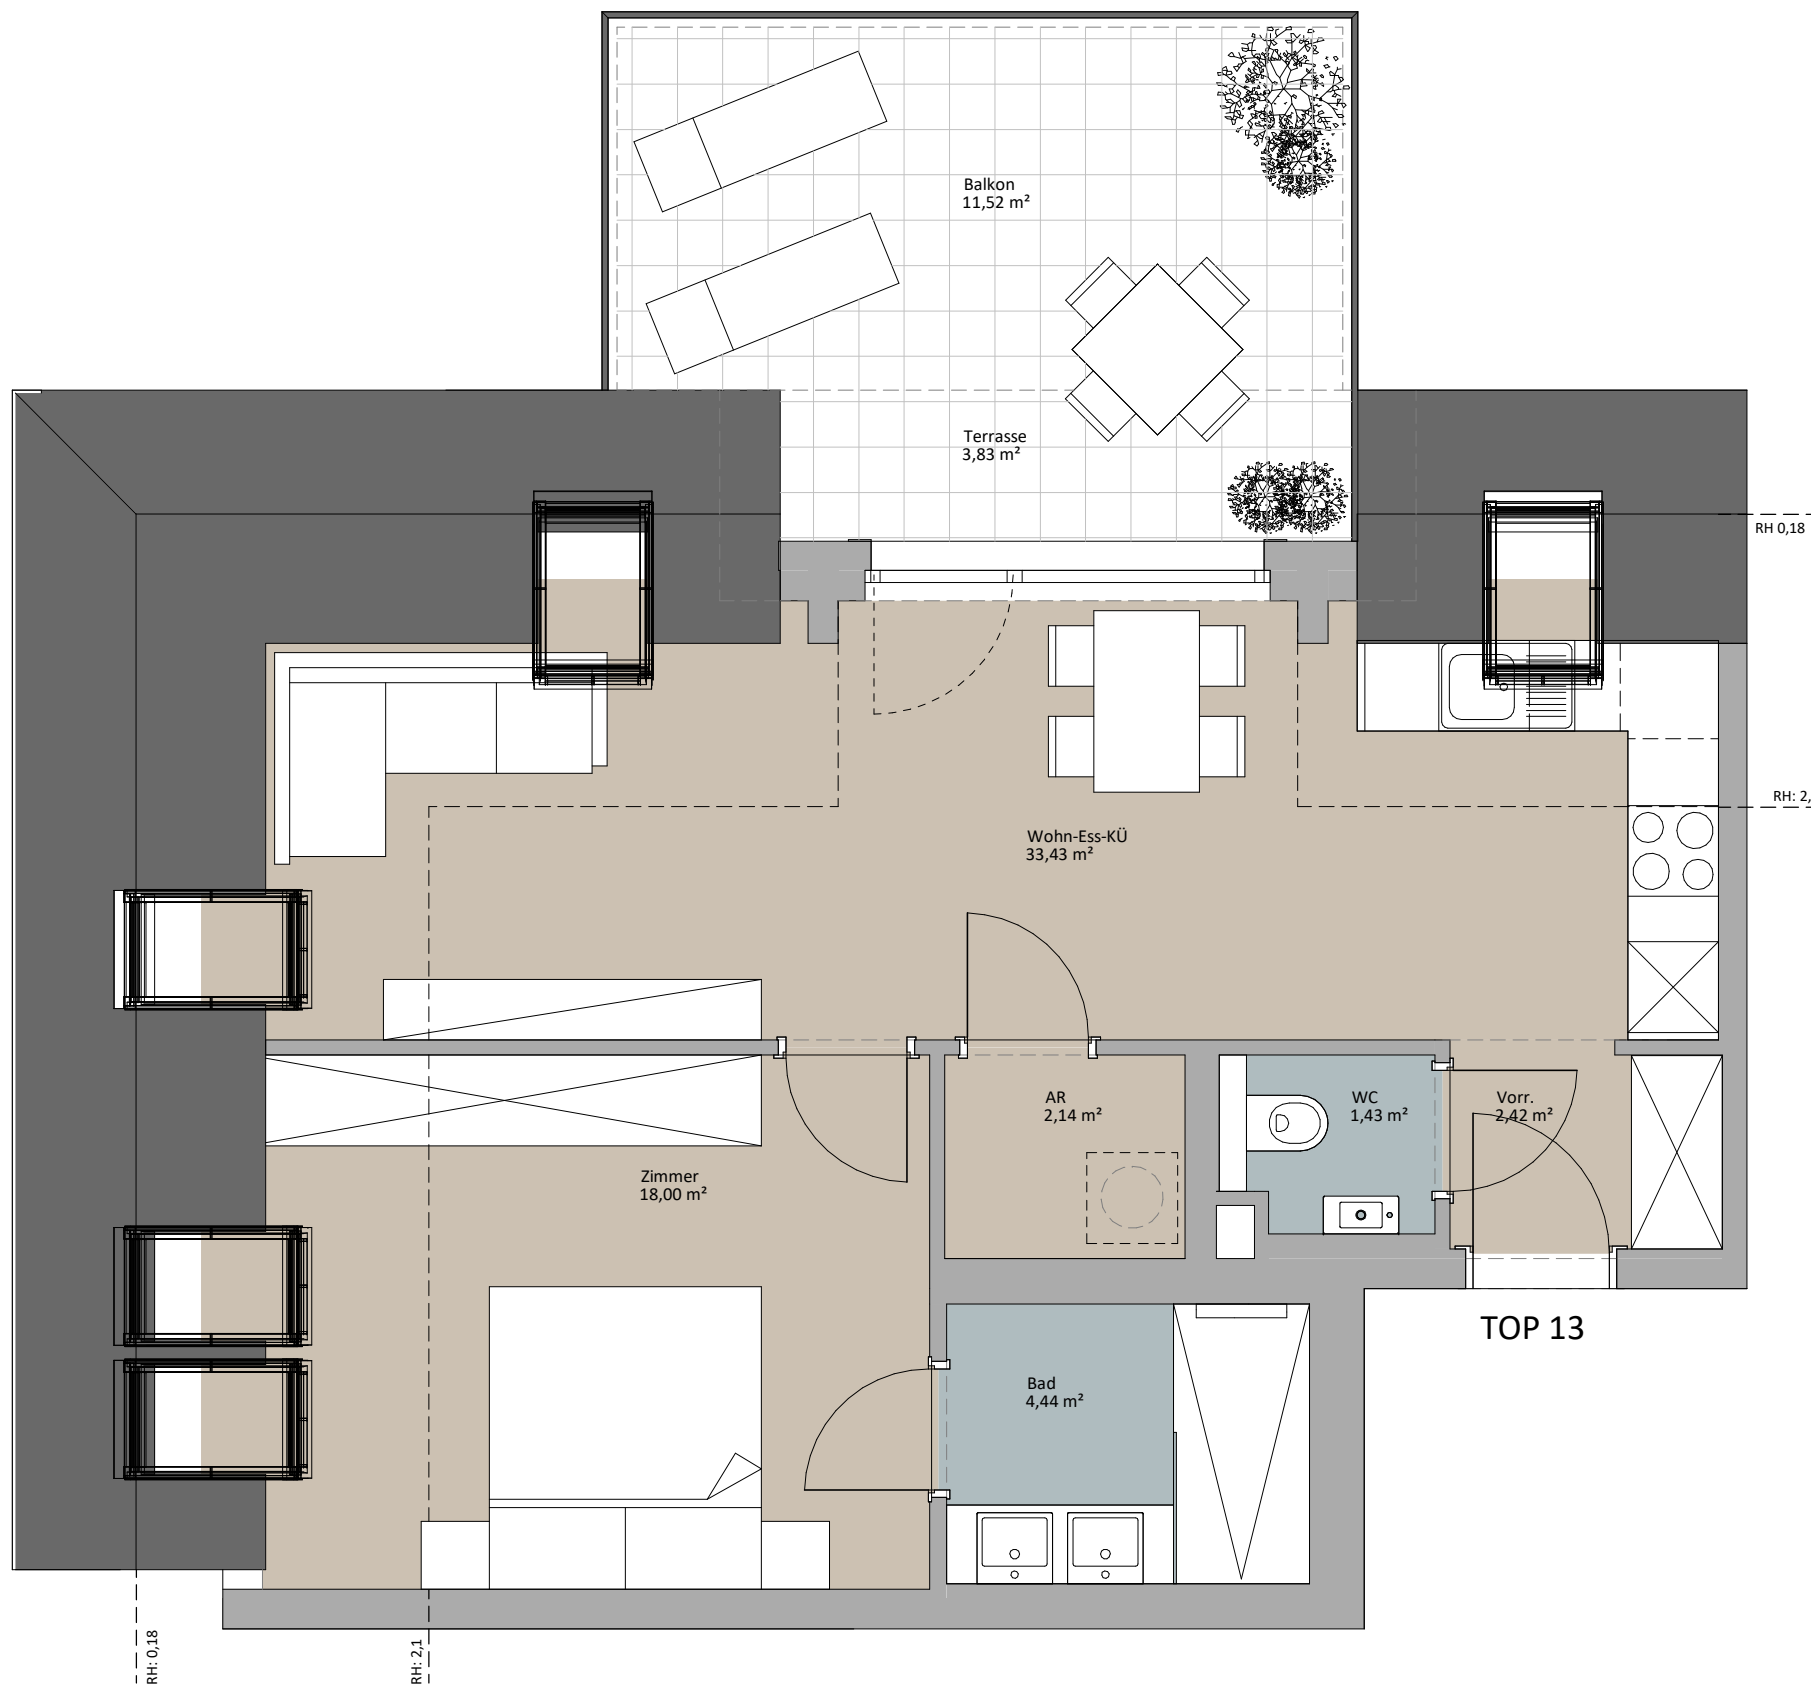 Balkon
11,52 m²
Terrasse
3,83 m²
RH 0,18
RH: 2,
Wohn-Ess-KÜ
33,43 m²
AR
2,14 m²
WC
1,43 m²
Vorr.
2,42 m²
Zimmer
18,00 m²
TOP 13
Bad
4,44 m²
RH: 0,18
RH: 2,1